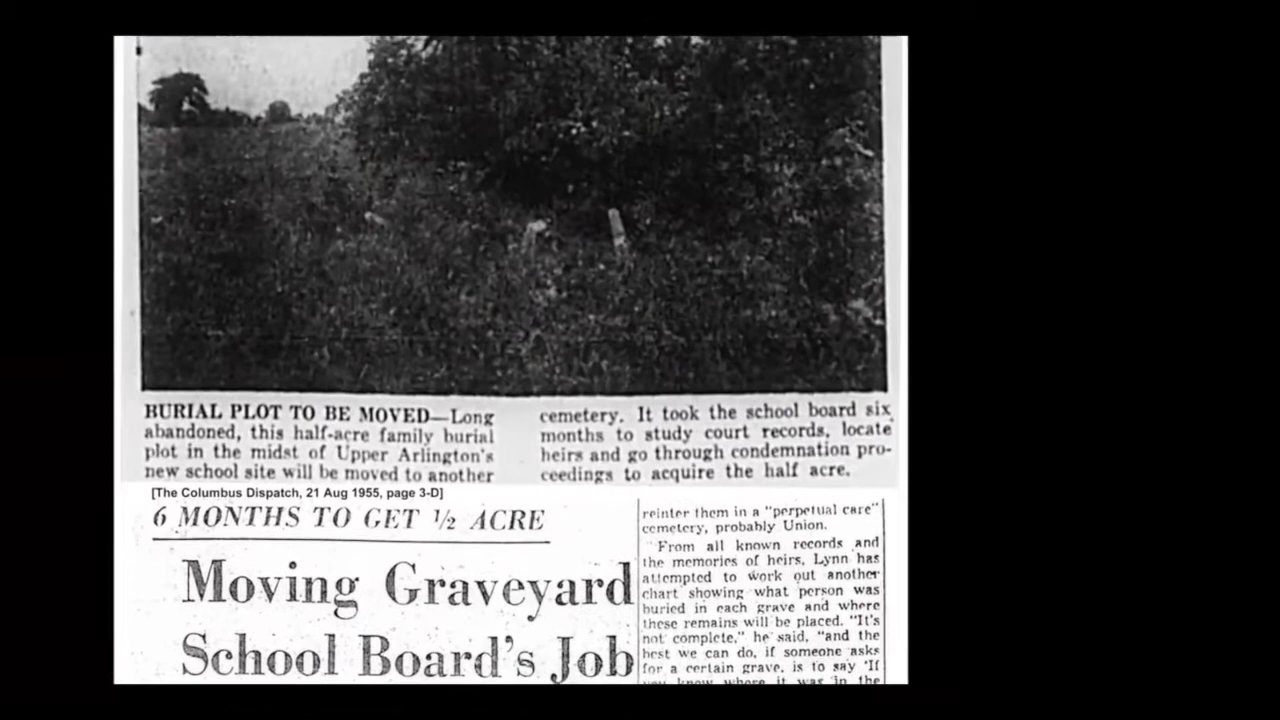 BURIAL PLOT TO BE MOVED—Long
abandoned, this half-acre family burial
plot in the midst of Upper Arlington's
new school site will be moved to another
cemetery. It took the school board six
months to study court records, locate
heirs and go through condemnation pro-
ceedings to acquire the half acre.
[The Columbus Dispatch, 21 Aug 1955, page 3-D]
6 MONTHS TO GET ½ ACRE
Moving Graveyard
School Board's Job
reinter them in a "perpetual care"
cemetery, probably Union.
From all known records and
the memories of heirs, Lynn has
attempted to work out another
chart showing what person was
buried in each grave and where
these remains will be placed. "It's
not complete," he said, "and the
best we can do, if someone asks
for a certain grave, is to say 'If
you know where it was in the